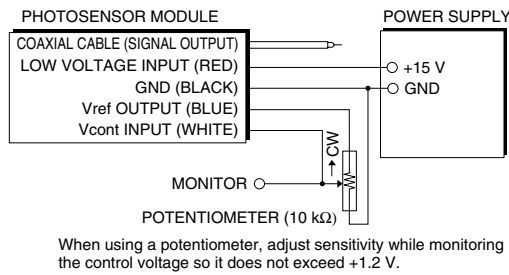 PHOTOSENSOR MODULE
POWER SUPPLY
COAXIAL CABLE (SIGNAL OUTPUT)
LOW VOLTAGE INPUT (RED)
+15 V
GND (BLACK)
GND
Vref OUTPUT (BLUE)
Vcont INPUT (WHITE)
CW
MONITOR
POTENTIOMETER (10 kΩ)
When using a potentiometer, adjust sensitivity while monitoring
the control voltage so it does not exceed +1.2 V.